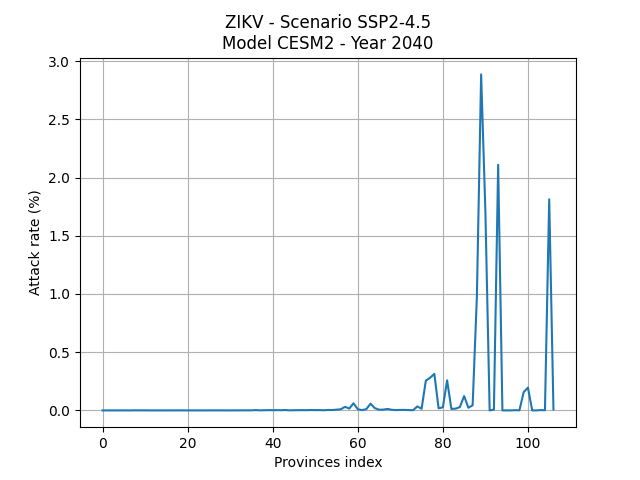 ZIKV - Scenario SSP2-4.5
Model CESM2 - Year 2040
3.0
2.5
2.0
1.5
1.0
0.5
0.0
Attack rate (%)
0 20 40 60 80 100
Provinces index